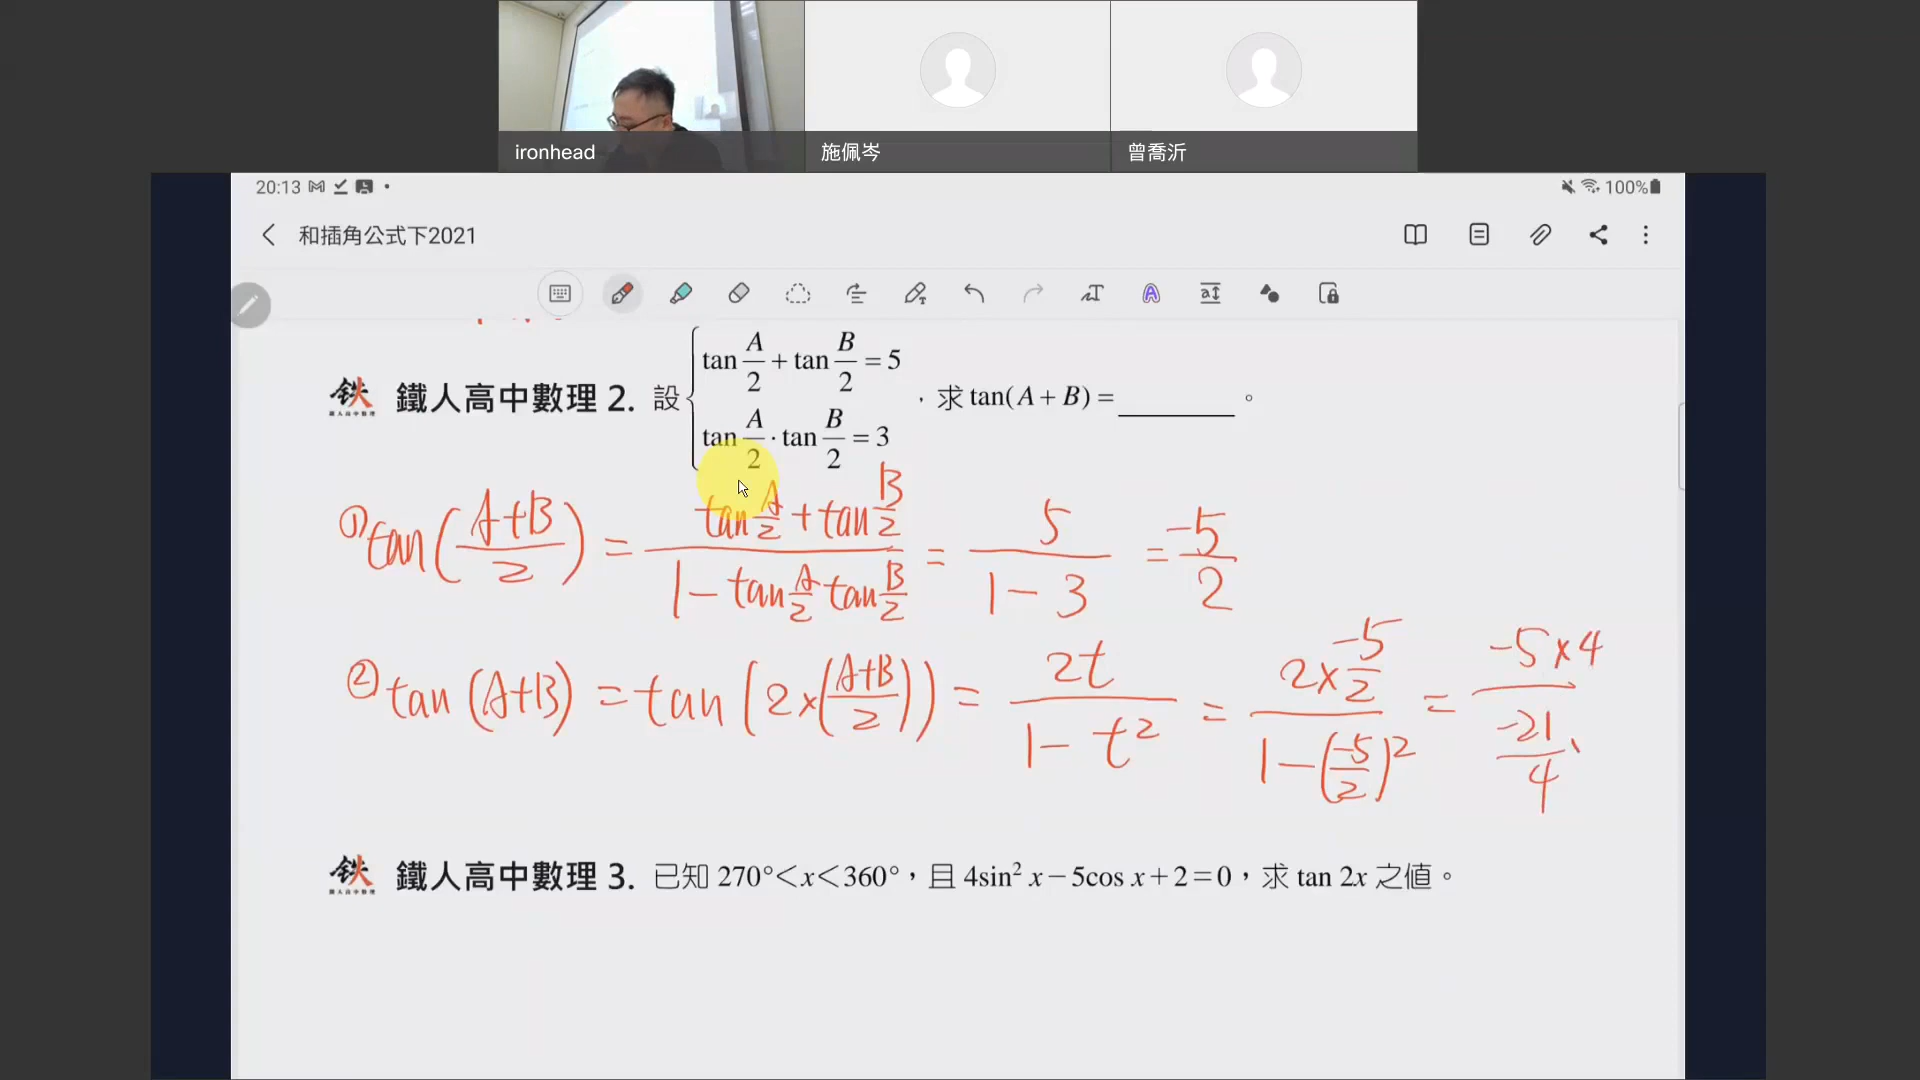 ironhead
施佩岑
曾喬沂
20:13
100%
和插角公式下2021
鐵人高中數理 2. 設 { tan A/2 + tan B/2 = 5
tan A/2 · tan B/2 = 3
,求 tan(A + B) = ________ 。
① tan(A+B/2) = tan A/2 + tan B/2 / 1 - tan A/2 tan B/2 = 5 / 1 - 3 = -5/2
② tan (A+B) = tan (2×(A+B/2)) = 2t / 1 - t² = 2× -5/2 / 1 - (-5/2)² = -5×4 / -21/4
鐵人高中數理 3. 已知 270°<x<360°,且 4sin² x−5cos x+2=0,求 tan 2x 之值。